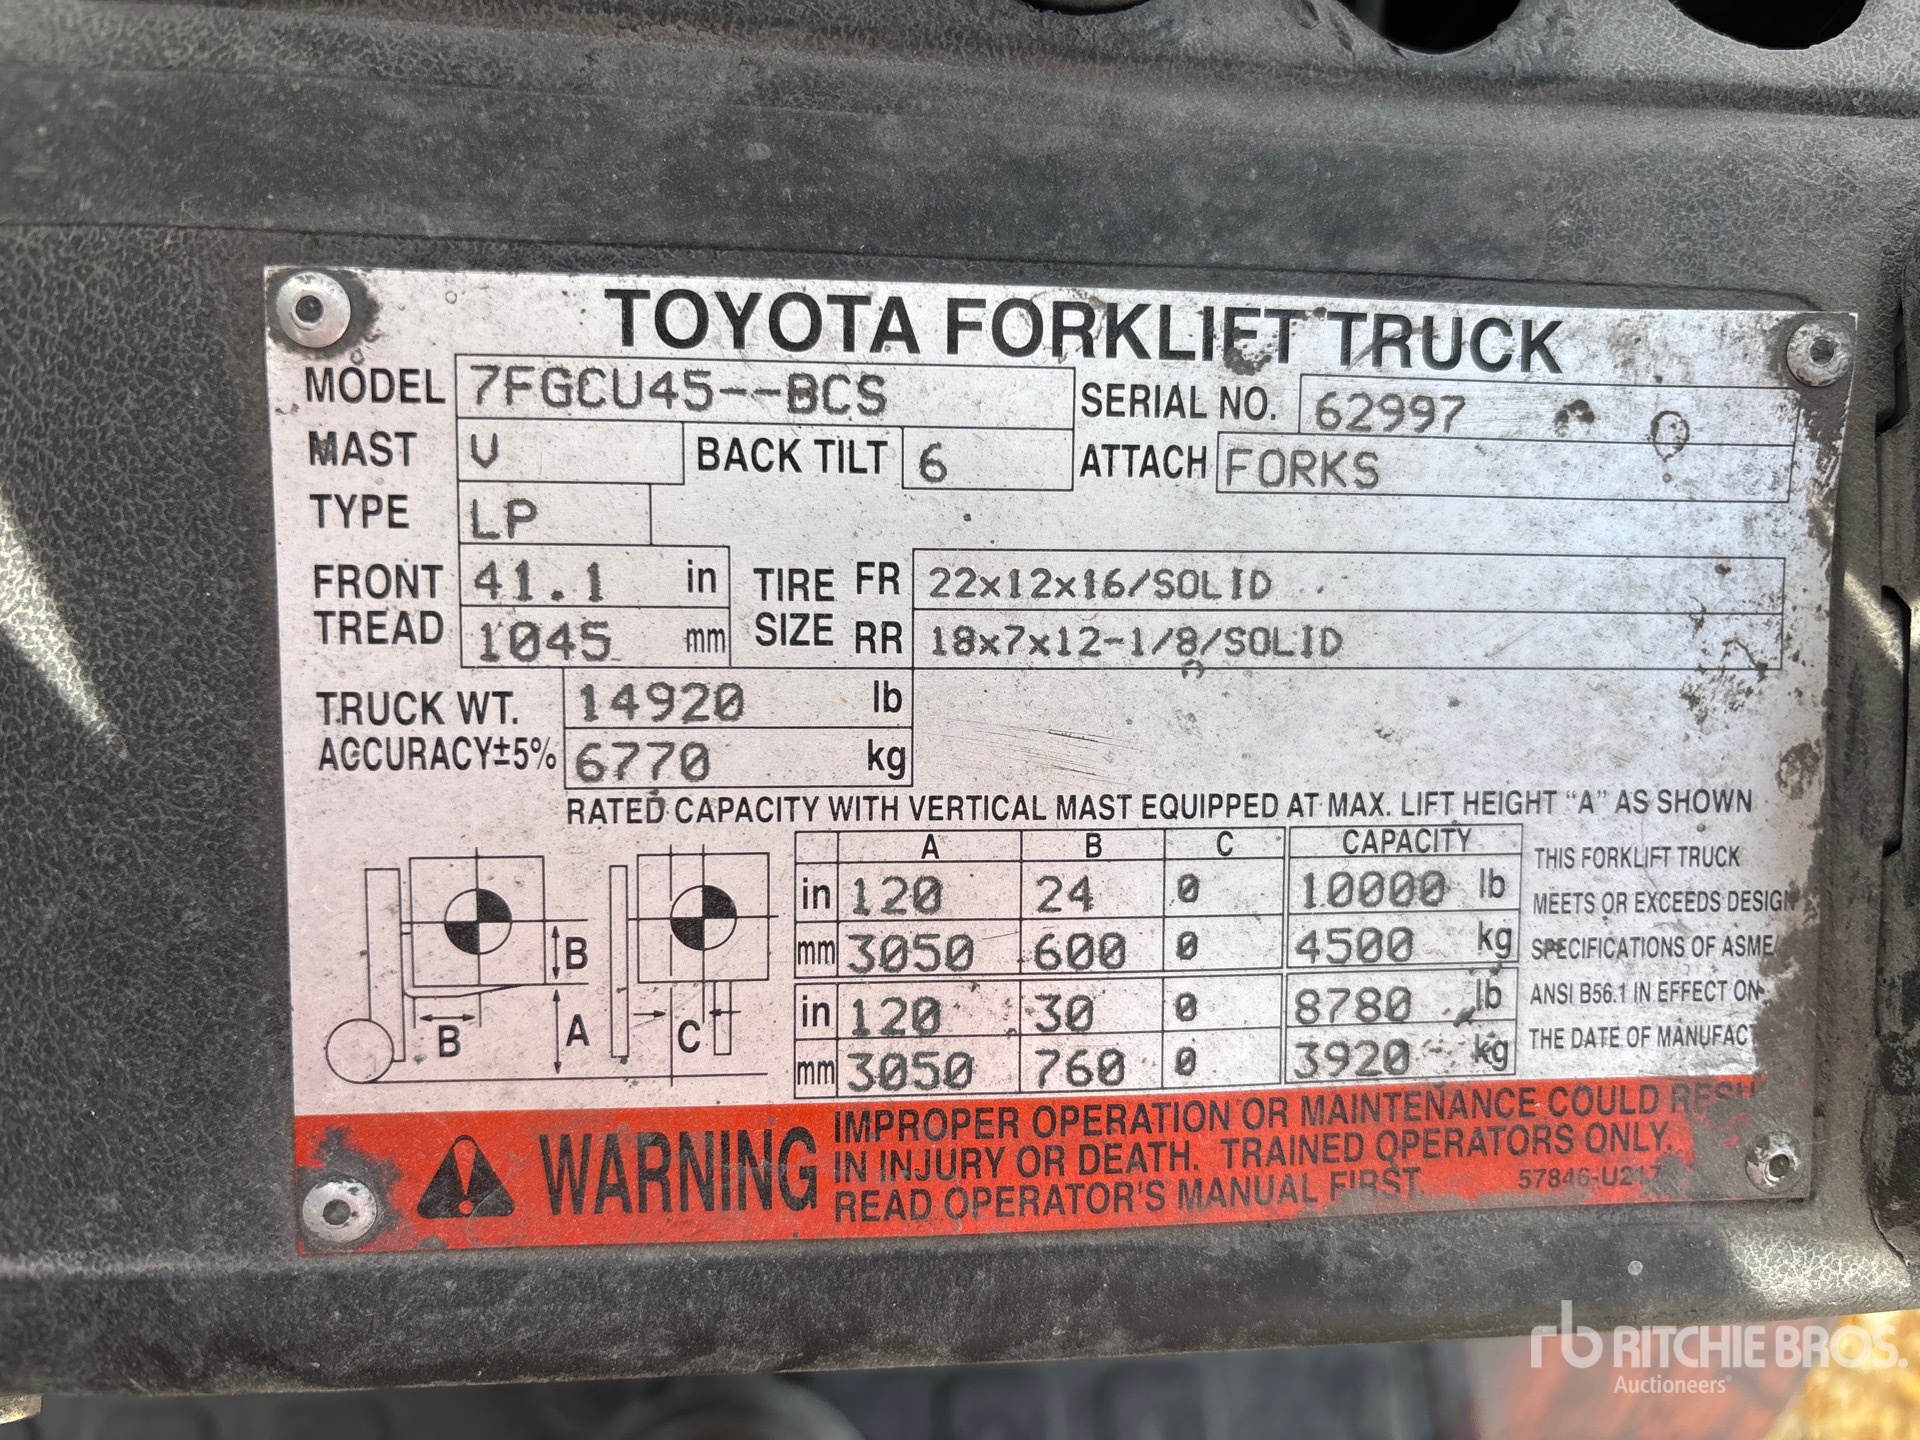 TOYOTA FORKLIFT TRUCK
MODEL 7FGCU45--BCS SERIAL NO. 62997
MAST V BACK TILT 6 ATTACH FORKS
TYPE LP
FRONT TREAD 41.1 in TIRE SIZE FR 22x12x16/SOLID
1045 mm RR 18x7x12-1/8/SOLID
TRUCK WT. 14920 lb
ACCURACY±5% 6770 kg
RATED CAPACITY WITH VERTICAL MAST EQUIPPED AT MAX. LIFT HEIGHT "A" AS SHOWN
A B C CAPACITY
in 120 24 0 10000 lb
mm 3050 600 0 4500 kg
in 120 30 0 8780 lb
mm 3050 760 0 3920 kg
B
B
A
C
THIS FORKLIFT TRUCK
MEETS OR EXCEEDS DESIGN
SPECIFICATIONS OF ASME/
ANSI B56.1 IN EFFECT ON
THE DATE OF
WARNING
IMPROPER OPERATION OR MAINTENANCE COULD
IN INJURY OR DEATH. TRAINED OPERATORS ONLY.
READ OPERATOR'S MANUAL FIRST.
rb RITCHIE BROS.
Auctioneers